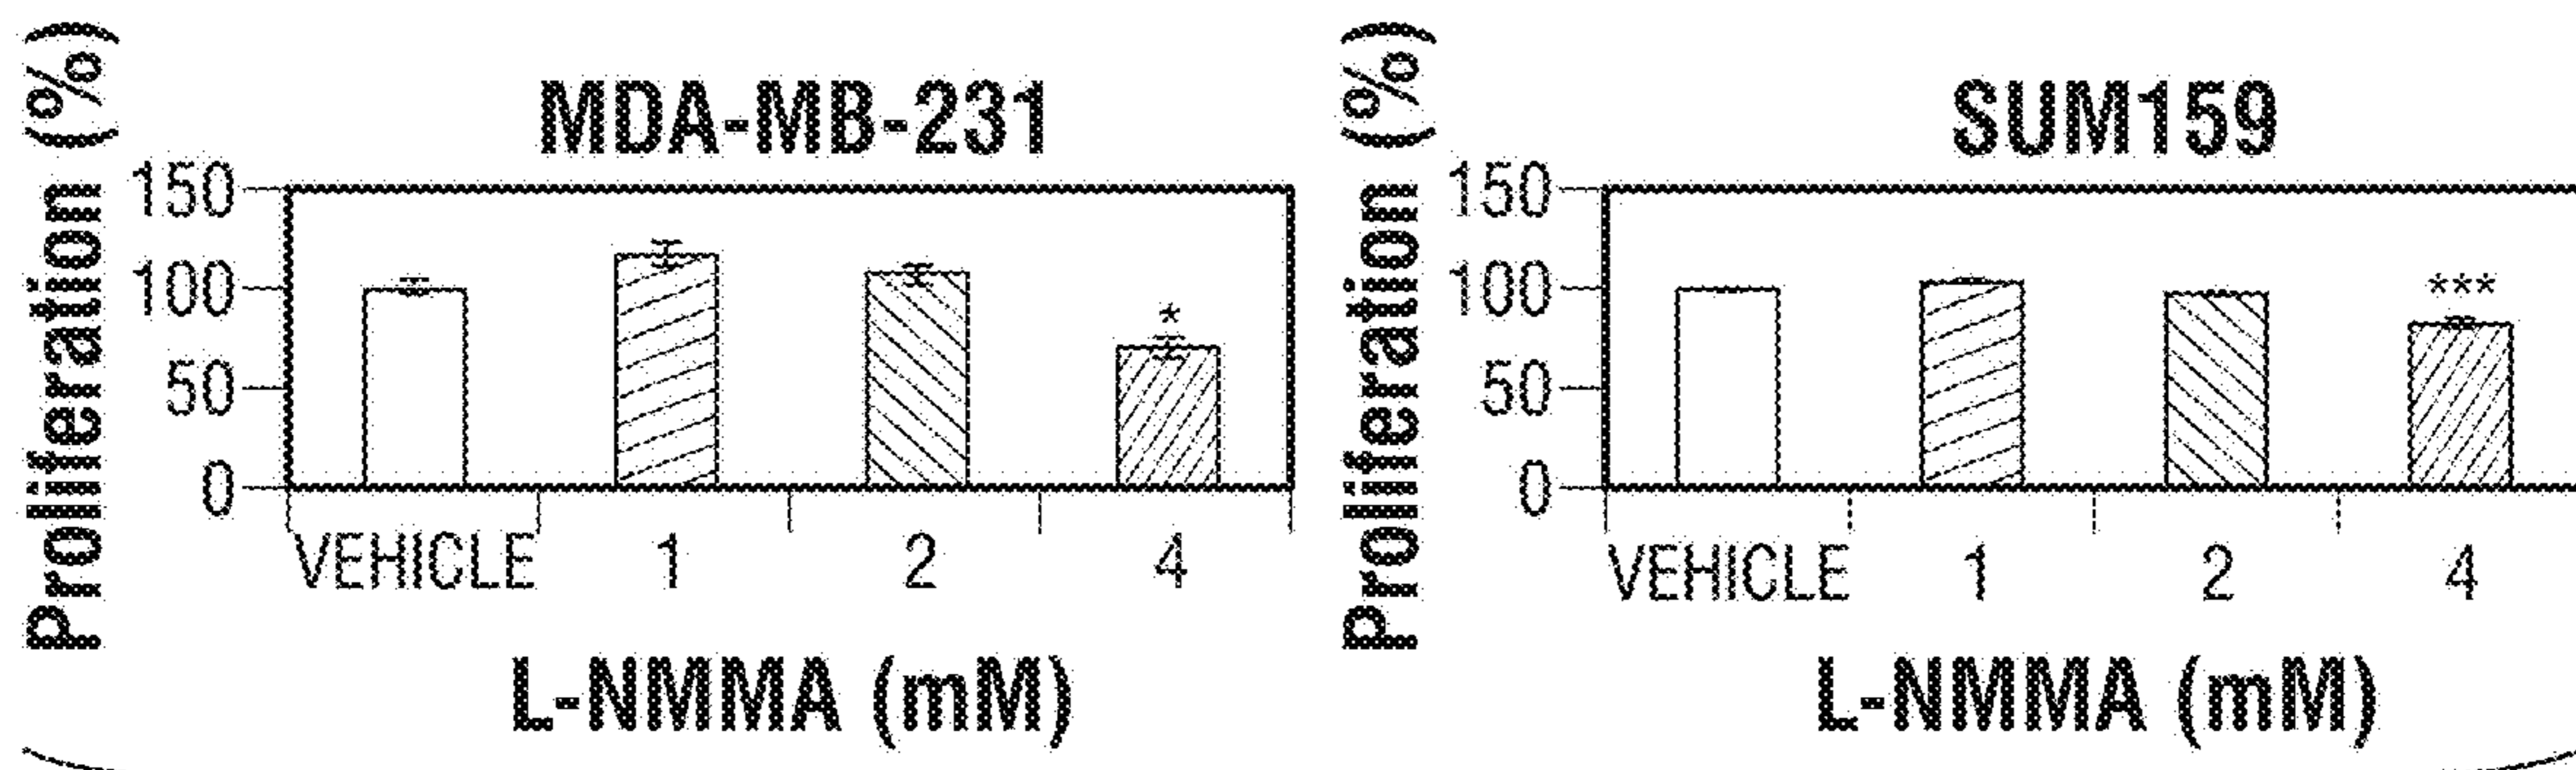 Proliferation (%)
MDA-MB-231
150
100
50
0
*
VEHICLE 1 2 4
L-NMMA (mM)
Proliferation (%)
SUM159
150
100
50
0
***
VEHICLE 1 2 4
L-NMMA (mM)